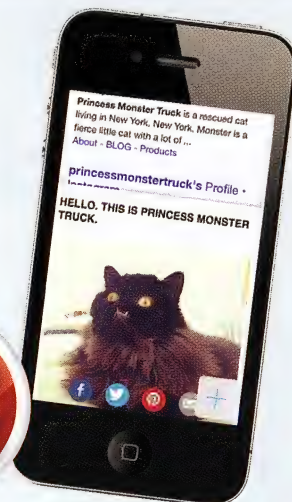 Princess Monster Truck is a rescued cat
living in New York, New York. Monster is a
fierce little cat with a lot of ...
About - BLOG - Products
princessmonstertruck's Profile •
HELLO. THIS IS PRINCESS MONSTER
TRUCK.